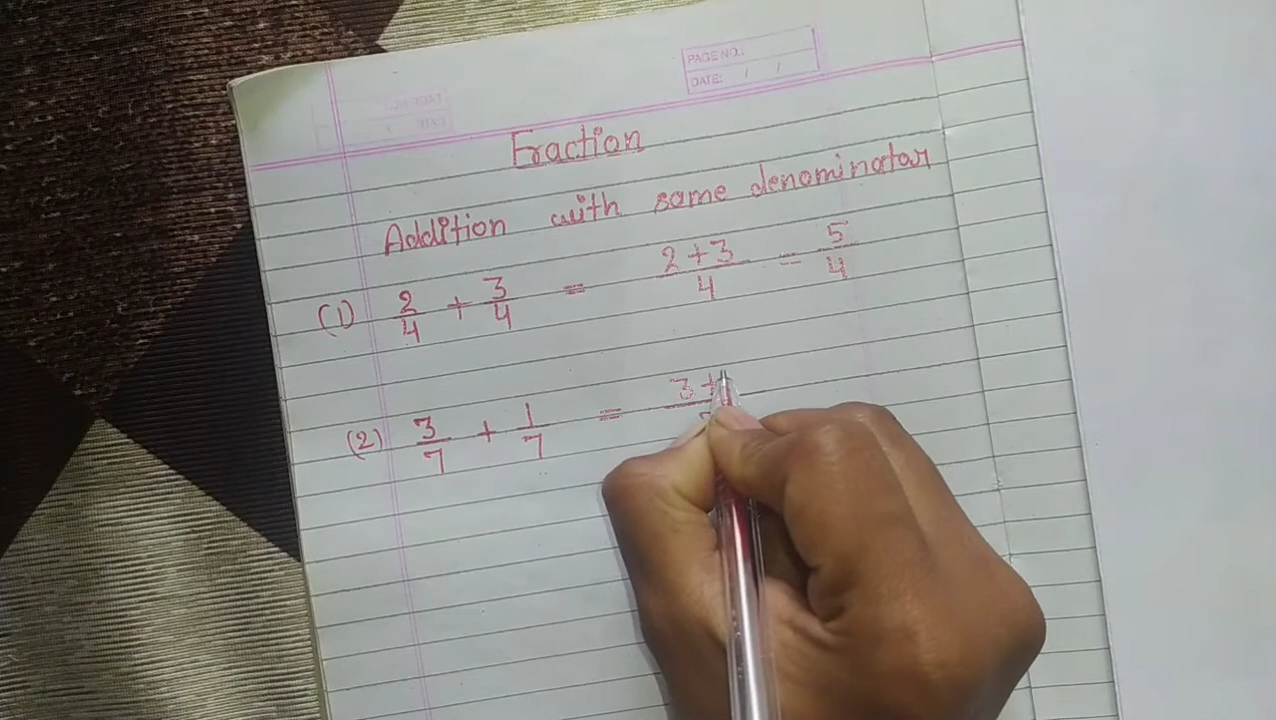 PAGE NO.:
DATE: / /
Fraction
Addition with same denominatar
(1) 2/4 + 3/4 = 2+3/4 = 5/4
(2) 3/7 + 1/7 = 3+